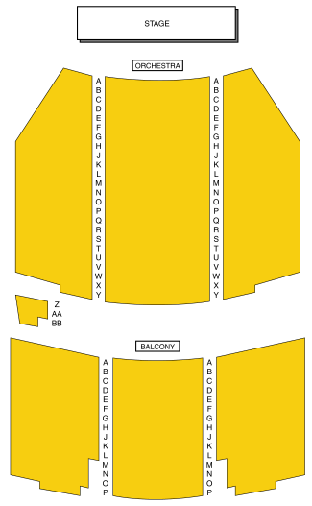 STAGE
ORCHESTRA
A A
B B
C C
D D
E E
F F
G G
H H
J J
K K
L L
M M
N N
O O
P P
Q Q
R R
S S
T T
U U
V V
W W
X X
Y Y
Z
AA
BB
BALCONY
A A
B B
C C
D D
E E
F F
G G
H H
J J
K K
L L
M M
N N
O O
P P